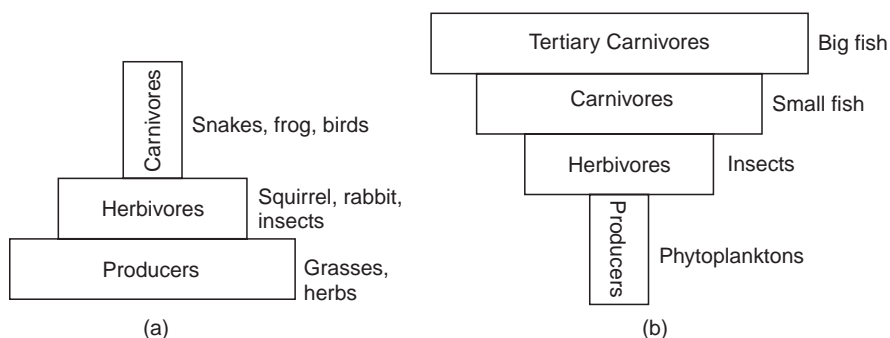 Carnivores
Snakes, frog, birds
Herbivores
Squirrel, rabbit,
insects
Producers
Grasses,
herbs
(a)
Tertiary Carnivores
Big fish
Carnivores
Small fish
Herbivores
Insects
Producers
Phytoplanktons
(b)